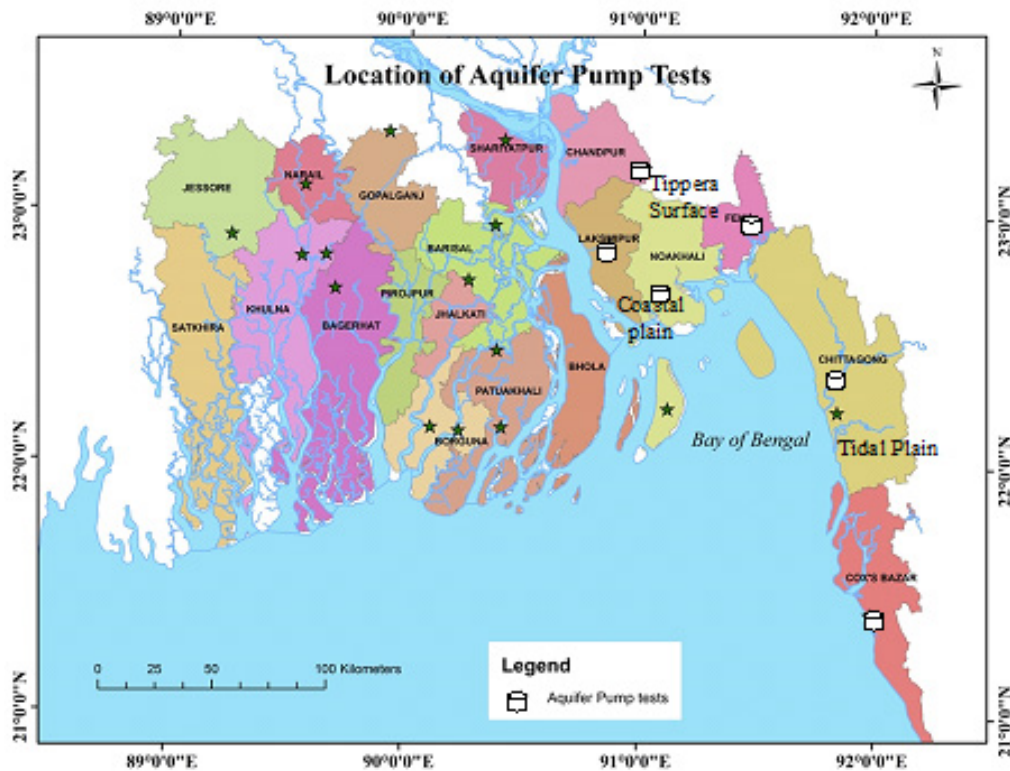 89°0'0"E 90°0'0"E 91°0'0"E 92°0'0"E
Location of Aquifer Pump Tests
N
SHARIYATPUR
CHANDPUR
NARAIL
JESSORE
GOPALGANJ
Tippera
Surface
23°0'0"N
23°0'0"N
LAKSMIPUR
BARISAL
NOAKHALI
PIROJPUR
KHULNA
JHALKATI
Coastal
plain
SATKHIRA
BAGERHAT
CHITTAGONG
BHOLA
PATUAKHALI
BORGUNA
Bay of Bengal
Tidal Plain
22°0'0"N
22°0'0"N
COX'S BAZAR
0 25 50 100 Kilometers
Legend
Aquifer Pump tests
21°0'0"N
21°0'0"N
89°0'0"E 90°0'0"E 91°0'0"E 92°0'0"E